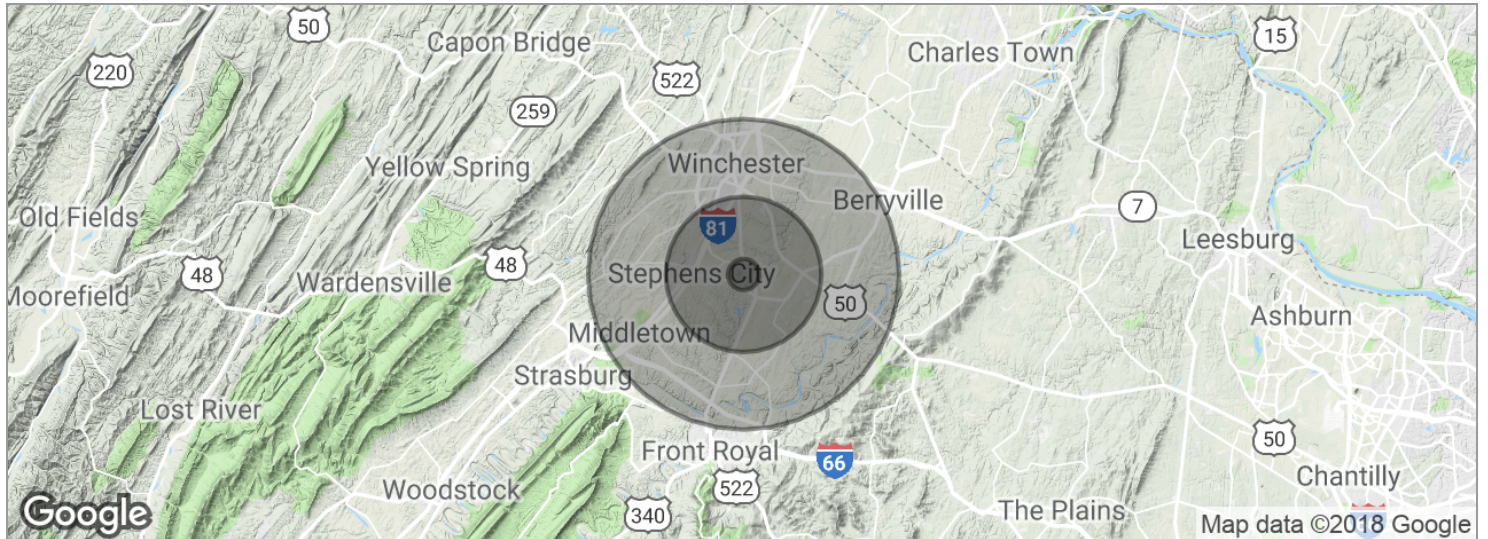 50
15
Capon Bridge
Charles Town
220
522
259
Winchester
Yellow Spring
Berryville
7
Old Fields
81
Leesburg
48
48
Stephens City
Wardensville
Moorefield
50
Ashburn
Middletown
Strasburg
Lost River
50
Front Royal
66
Chantilly
Woodstock
522
The Plains
340
Google
Map data ©2018 Google